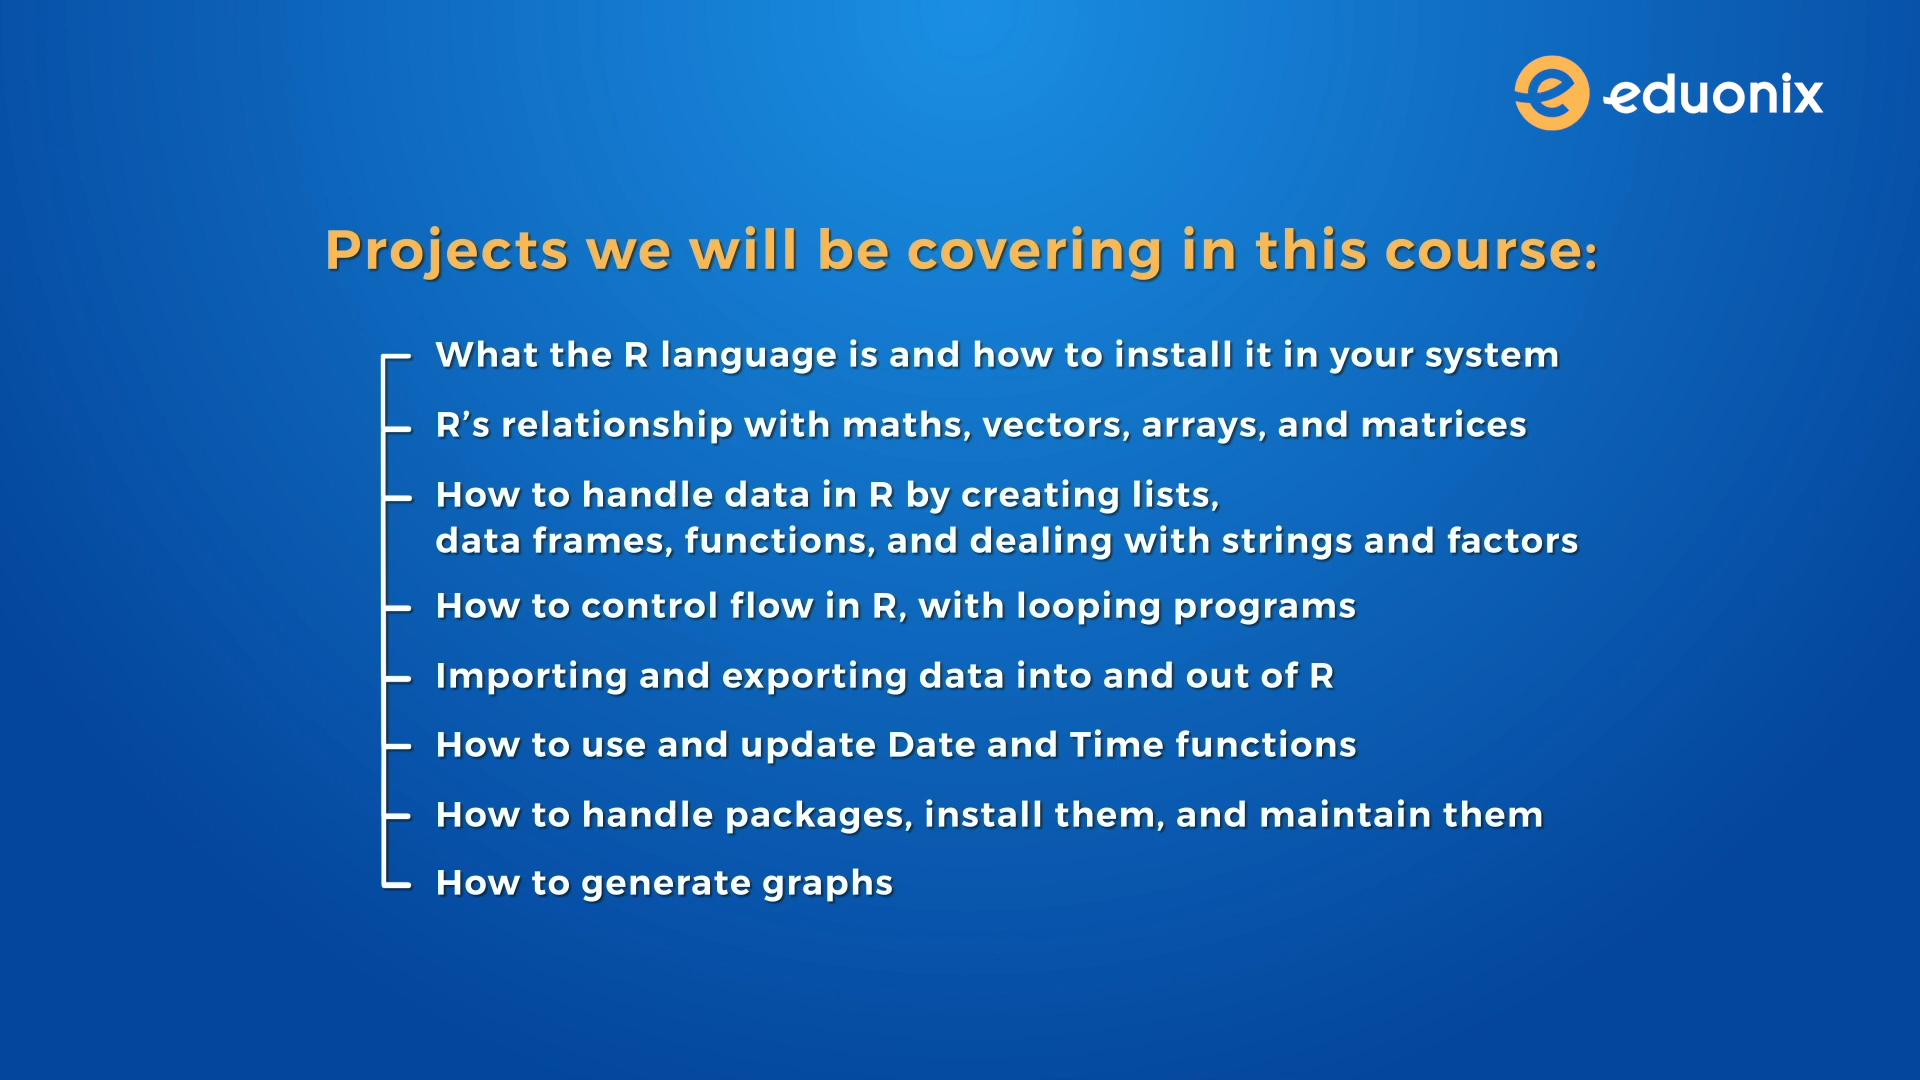 eduonix
Projects we will be covering in this course:
What the R language is and how to install it in your system
R’s relationship with maths, vectors, arrays, and matrices
How to handle data in R by creating lists,
data frames, functions, and dealing with strings and factors
How to control flow in R, with looping programs
Importing and exporting data into and out of R
How to use and update Date and Time functions
How to handle packages, install them, and maintain them
How to generate graphs